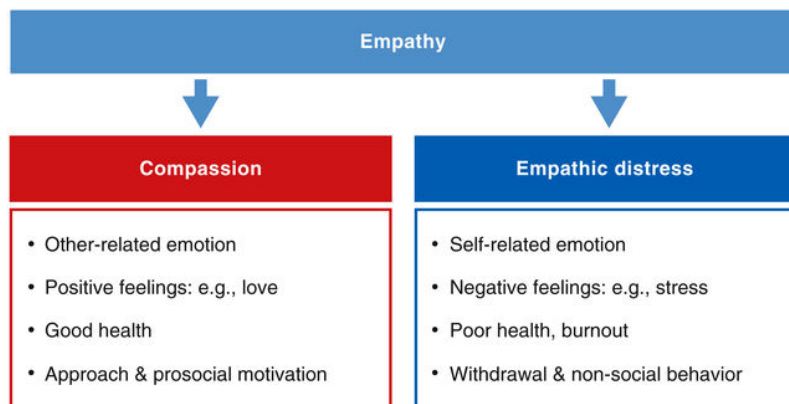 Empathy
Compassion
• Other-related emotion
• Positive feelings: e.g., love
• Good health
• Approach & prosocial motivation
Empathic distress
• Self-related emotion
• Negative feelings: e.g., stress
• Poor health, burnout
• Withdrawal & non-social behavior